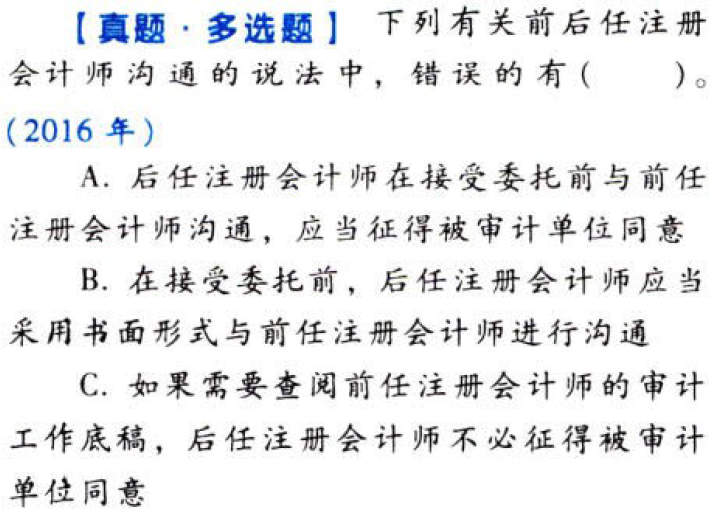 【真题·多选题】 下列有关前后任注册
会计师沟通的说法中，错误的有(　　)。
(2016 年)
A. 后任注册会计师在接受委托前与前任
注册会计师沟通，应当征得被审计单位同意
B. 在接受委托前，后任注册会计师应当
采用书面形式与前任注册会计师进行沟通
C. 如果需要查阅前任注册会计师的审计
工作底稿，后任注册会计师不必征得被审计
单位同意